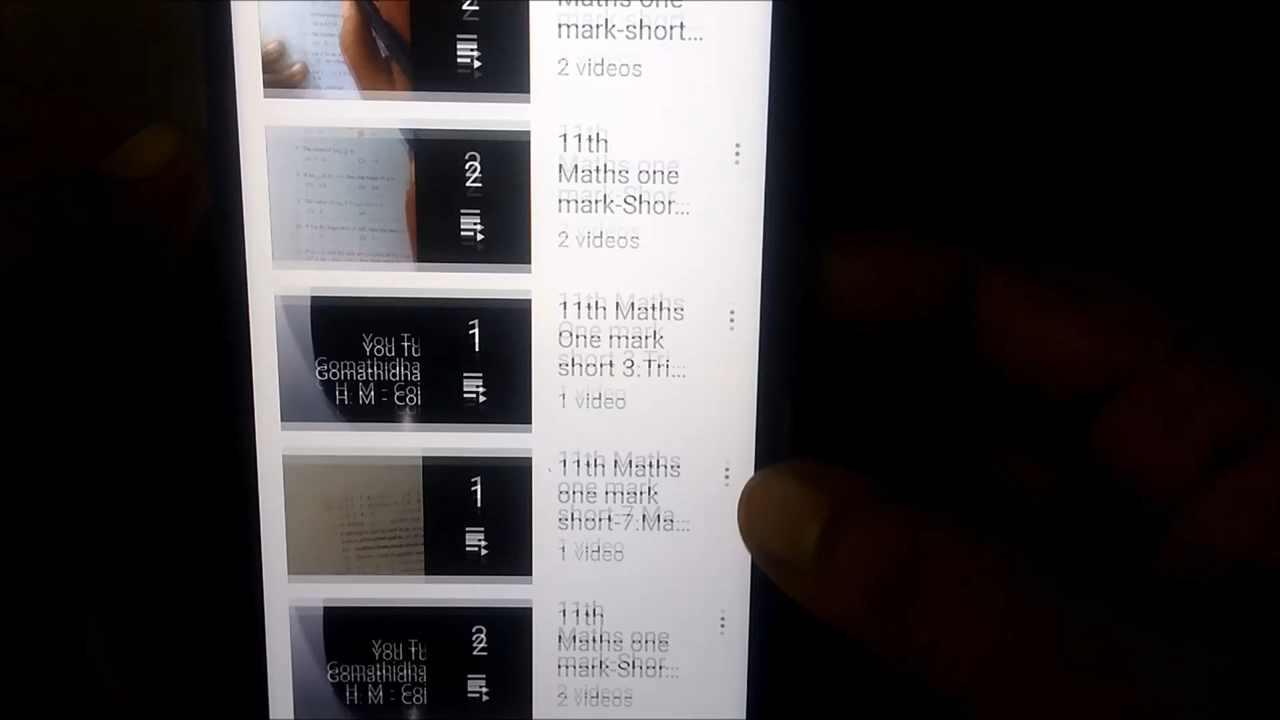 2
Maths one
mark-short...
2 videos
2
11th
Maths one
mark-Shor...
2 videos
You Tu
Gomathidha
H. M - Coi
1
11th Maths
One mark
short 3.Tri...
1 video
1
11th Maths
one mark
short-7.Ma...
1 video
You Tu
Gomathidha
H. M - Coi
2
11th
Maths one
mark-Shor...
2 videos